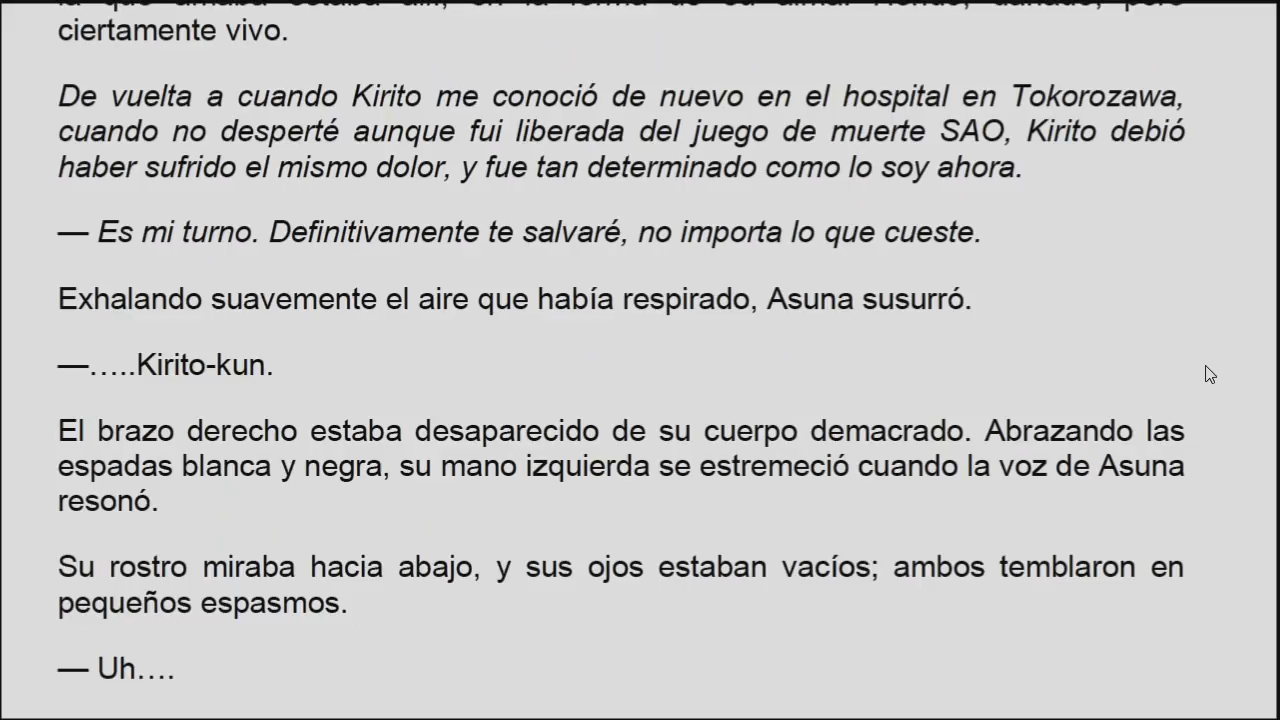 ciertamente vivo.
De vuelta a cuando Kirito me conoció de nuevo en el hospital en Tokorozawa,
cuando no desperté aunque fui liberada del juego de muerte SAO, Kirito debió
haber sufrido el mismo dolor, y fue tan determinado como lo soy ahora.
— Es mi turno. Definitivamente te salvaré, no importa lo que cueste.
Exhalando suavemente el aire que había respirado, Asuna susurró.
—…..Kirito-kun.
El brazo derecho estaba desaparecido de su cuerpo demacrado. Abrazando las
espadas blanca y negra, su mano izquierda se estremeció cuando la voz de Asuna
resonó.
Su rostro miraba hacia abajo, y sus ojos estaban vacíos; ambos temblaron en
pequeños espasmos.
— Uh….